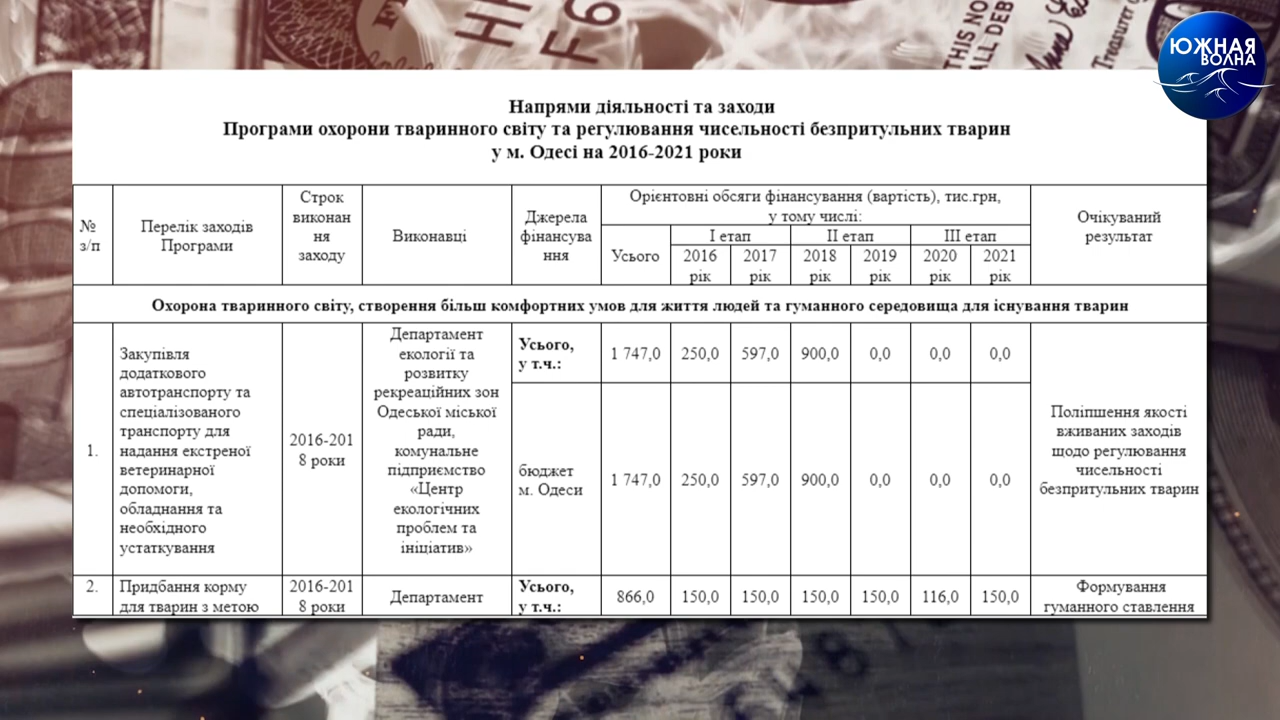 THIS NO
ALL DEB
Treasurer
F6
ЮЖНАЯ
ВОЛНА
Напрями діяльності та заходи
Програми охорони тваринного світу та регулювання чисельності безпритульних тварин
у м. Одесі на 2016-2021 роки
№
з/п
Перелік заходів
Програми
Строк
виконан
ня
заходу
Виконавці
Джерела
фінансува
ння
Орієнтовні обсяги фінансування (вартість), тис.грн,
у тому числі:
Усього
І етап
ІІ етап
ІІІ етап
2016
рік
2017
рік
2018
рік
2019
рік
2020
рік
2021
рік
Очікуваний
результат
Охорона тваринного світу, створення більш комфортних умов для життя людей та гуманного середовища для існування тварин
1.
Закупівля
додаткового
автотранспорту та
спеціалізованого
транспорту для
надання екстреної
ветеринарної
допомоги,
обладнання та
необхідного
устаткування
2016-201
8 роки
Департамент
екології та
розвитку
рекреаційних зон
Одеської міської
ради,
комунальне
підприємство
«Центр
екологічних
проблем та
ініціатив»
Усього,
у т.ч.:
1 747,0 250,0 597,0 900,0 0,0 0,0 0,0
бюджет
м. Одеси
1 747,0 250,0 597,0 900,0 0,0 0,0 0,0
Поліпшення якості
вживаних заходів
щодо регулювання
чисельності
безпритульних тварин
2.
Придбання корму
для тварин з метою
2016-201
8 роки
Департамент
Усього,
у т.ч.:
866,0 150,0 150,0 150,0 150,0 116,0 150,0
Формування
гуманного ставлення